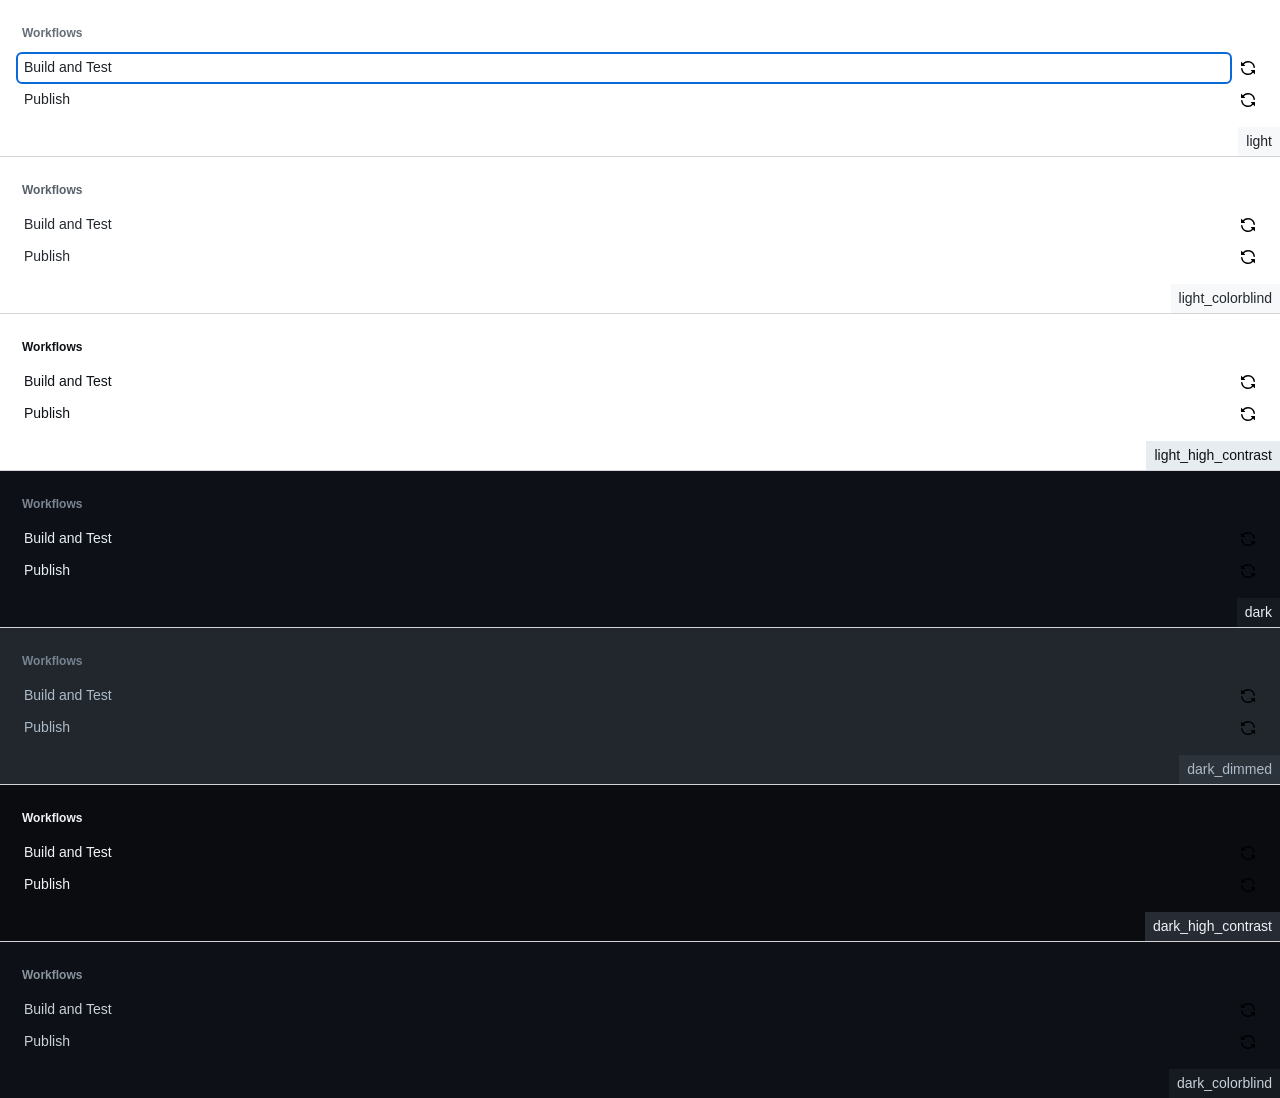 Workflows
Build and Test
Publish
light
Workflows
Build and Test
Publish
light_colorblind
Workflows
Build and Test
Publish
light_high_contrast
Workflows
Build and Test
Publish
dark
Workflows
Build and Test
Publish
dark_dimmed
Workflows
Build and Test
Publish
dark_high_contrast
Workflows
Build and Test
Publish
dark_colorblind